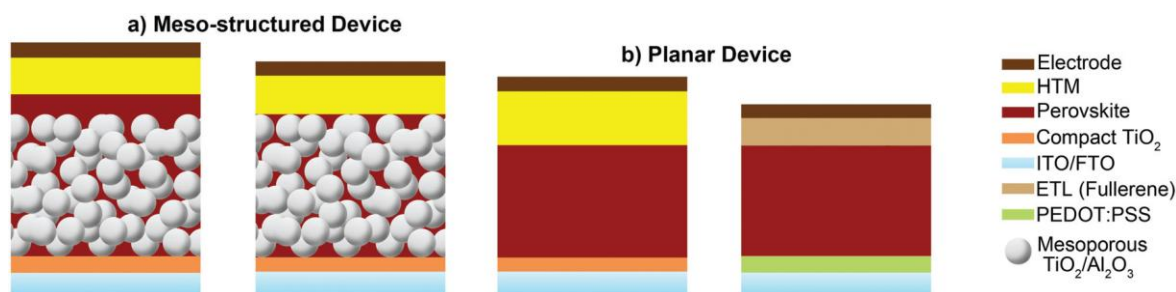 a) Meso-structured Device
b) Planar Device
Electrode
HTM
Perovskite
Compact TiO₂
ITO/FTO
ETL (Fullerene)
PEDOT:PSS
Mesoporous
TiO₂/Al₂O₃